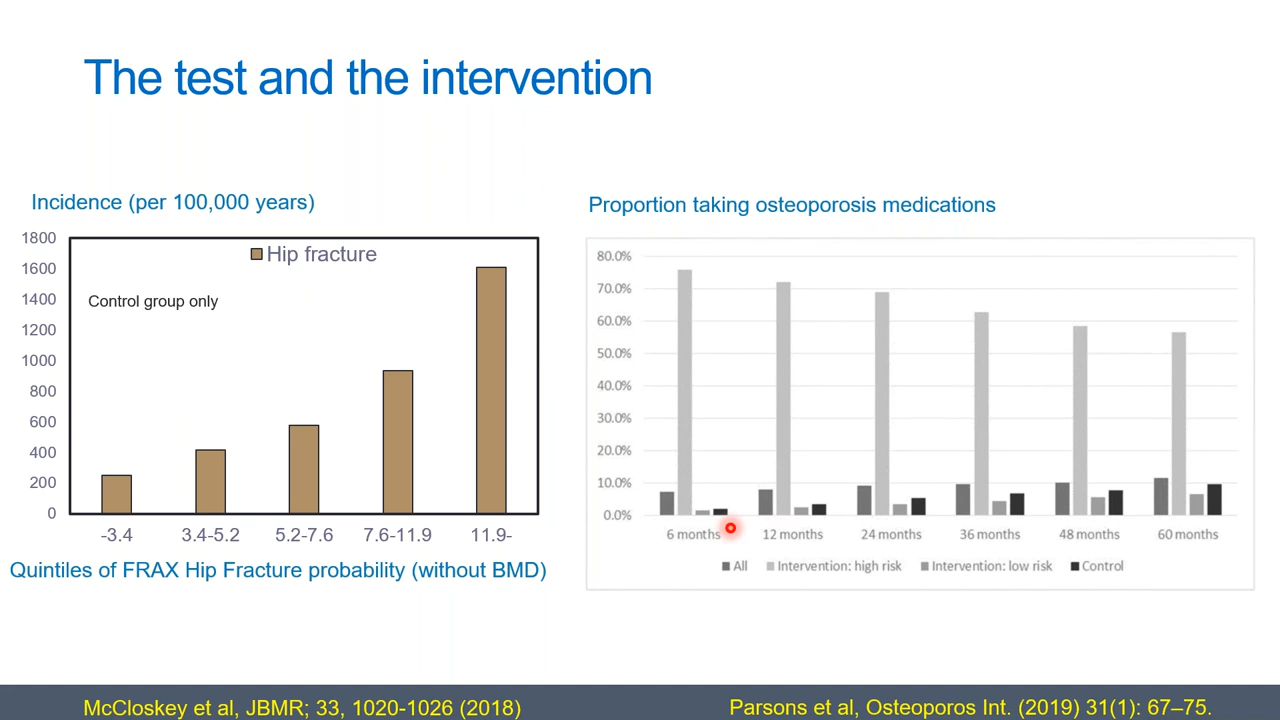 The test and the intervention
Incidence (per 100,000 years)
1800
1600
1400
1200
1000
800
600
400
200
0
Hip fracture
Control group only
-3.4 3.4-5.2 5.2-7.6 7.6-11.9 11.9-
Quintiles of FRAX Hip Fracture probability (without BMD)
Proportion taking osteoporosis medications
80.0%
70.0%
60.0%
50.0%
40.0%
30.0%
20.0%
10.0%
0.0%
6 months 12 months 24 months 36 months 48 months 60 months
All Intervention: high risk Intervention: low risk Control
McCloskey et al, JBMR; 33, 1020-1026 (2018)
Parsons et al, Osteoporos Int. (2019) 31(1): 67–75.